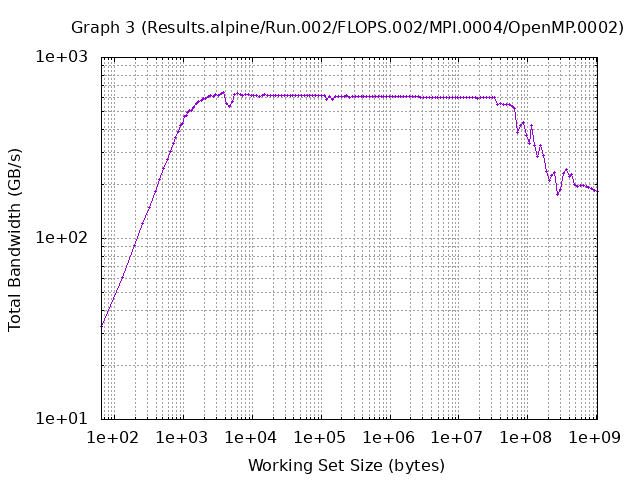 Graph 3 (Results.alpine/Run.002/FLOPS.002/MPI.0004/OpenMP.0002)
1e+03
1e+02
1e+01
Total Bandwidth (GB/s)
1e+02 1e+03 1e+04 1e+05 1e+06 1e+07 1e+08 1e+09
Working Set Size (bytes)